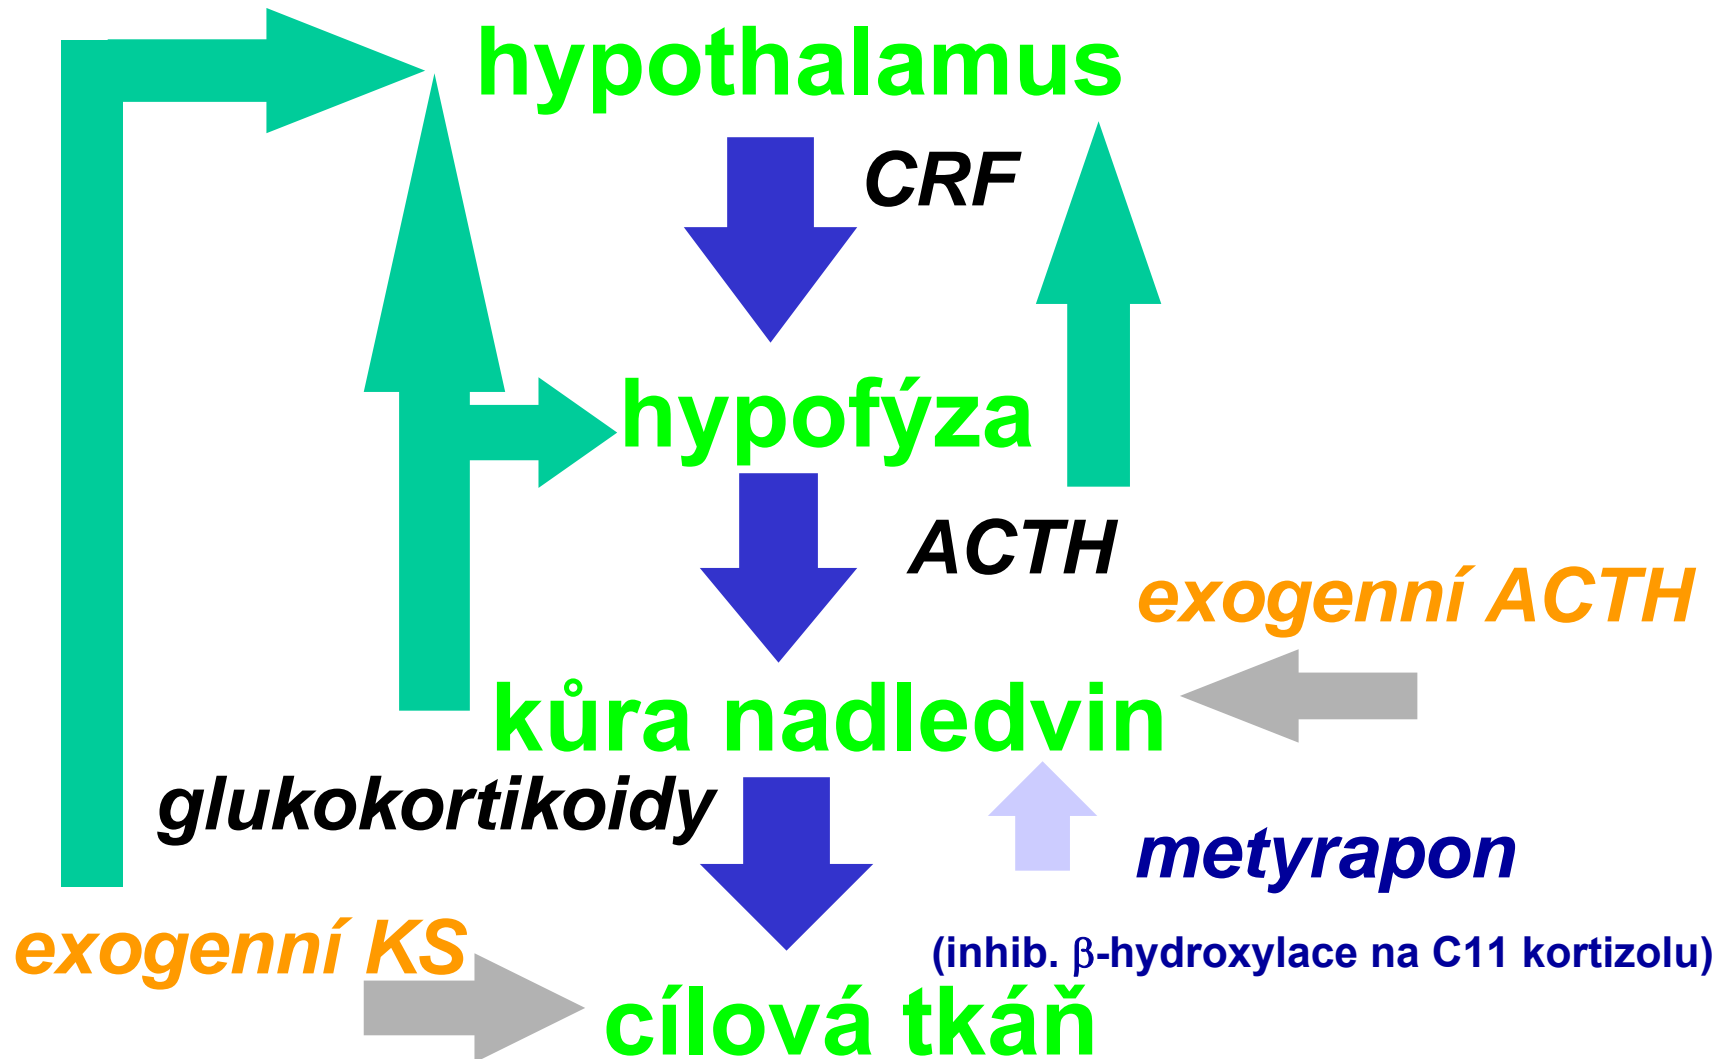 hypothalamus
CRF
hypofýza
ACTH
exogenní ACTH
kůra nadledvin
glukokortikoidy
metyrapon
exogenní KS
(inhib. β-hydroxylace na C11 kortizolu)
cílová tkáň